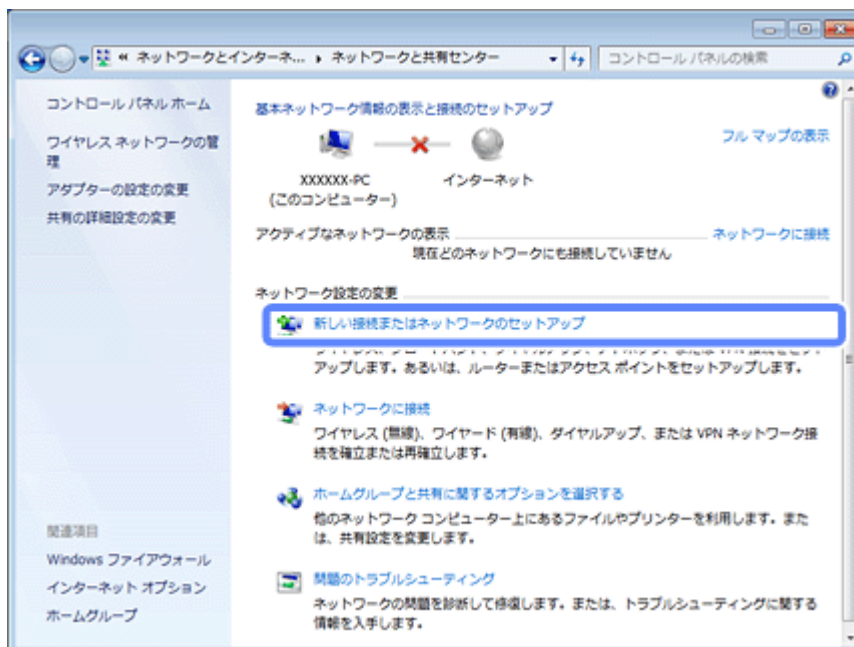 « ネットワークとインターネ... ▸ ネットワークと共有センター
コントロール パネルの検索
コントロール パネル ホーム
ワイヤレス ネットワークの管
理
アダプターの設定の変更
共有の詳細設定の変更
基本ネットワーク情報の表示と接続のセットアップ
フル マップの表示
XXXXXX-PC
(このコンピューター)
インターネット
アクティブなネットワークの表示
ネットワークに接続
現在どのネットワークにも接続していません
ネットワーク設定の変更
新しい接続またはネットワークのセットアップ
アップします。あるいは、ルーターまたはアクセス ポイントをセットアップします。
ネットワークに接続
ワイヤレス (無線)、ワイヤード (有線)、ダイヤルアップ、または VPN ネットワーク接
続を確立または再確立します。
ホームグループと共有に関するオプションを選択する
他のネットワーク コンピューター上にあるファイルやプリンターを利用します。また
は、共有設定を変更します。
問題のトラブルシューティング
ネットワークの問題を診断して修復します。または、トラブルシューティングに関する
情報を入手します。
関連項目
Windows ファイアウォール
インターネット オプション
ホームグループ